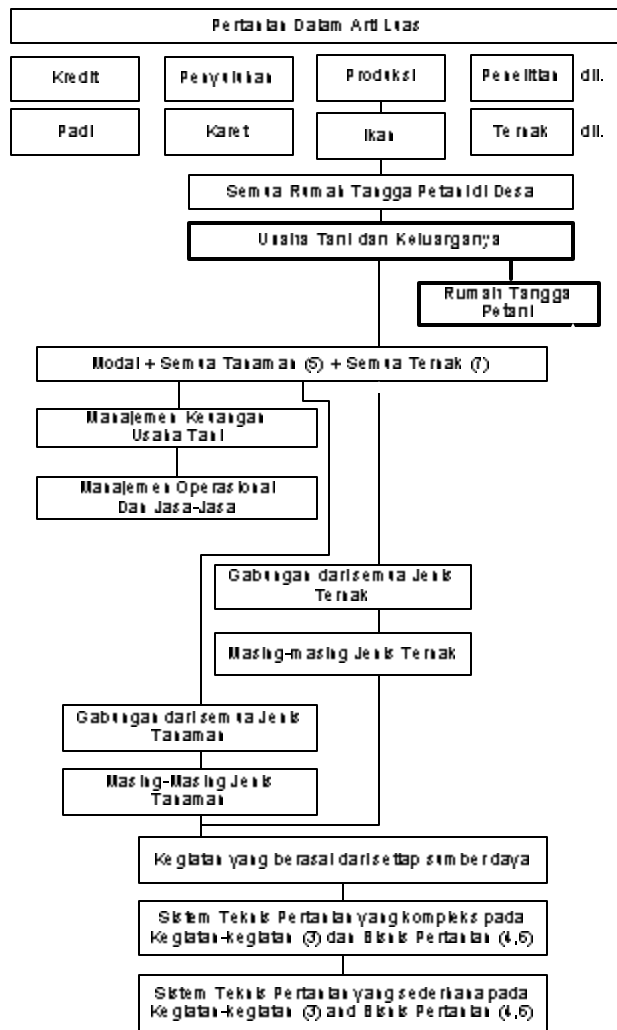 Pertanian Dalam Arti Luas
Kredit
Penyuluhan
Produksi
Penelitian
dll.
Padi
Karet
Ikan
Ternak
dll.
Semua Rumah Tangga Petani di Desa
Usaha Tani dan Keluarganya
Rumah Tangga
Petani
Modal + Semua Tanaman (5) + Semua Ternak (7)
Manajemen Keuangan
Usaha Tani
Manajemen Operasional
Dan Jasa-Jasa
Gabungan dari semua Jenis
Ternak
Masing-masing Jenis Ternak
Gabungan dari semua Jenis
Tanaman
Masing-Masing Jenis
Tanaman
Kegiatan yang berasal dari setiap sumber daya
Sistem Teknis Pertanian yang kompleks pada
Kegiatan-kegiatan (3) dan Bisnis Pertanian (4,6)
Sistem Teknis Pertanian yang sederhana pada
Kegiatan-kegiatan (3) and Bisnis Pertanian (4,6)